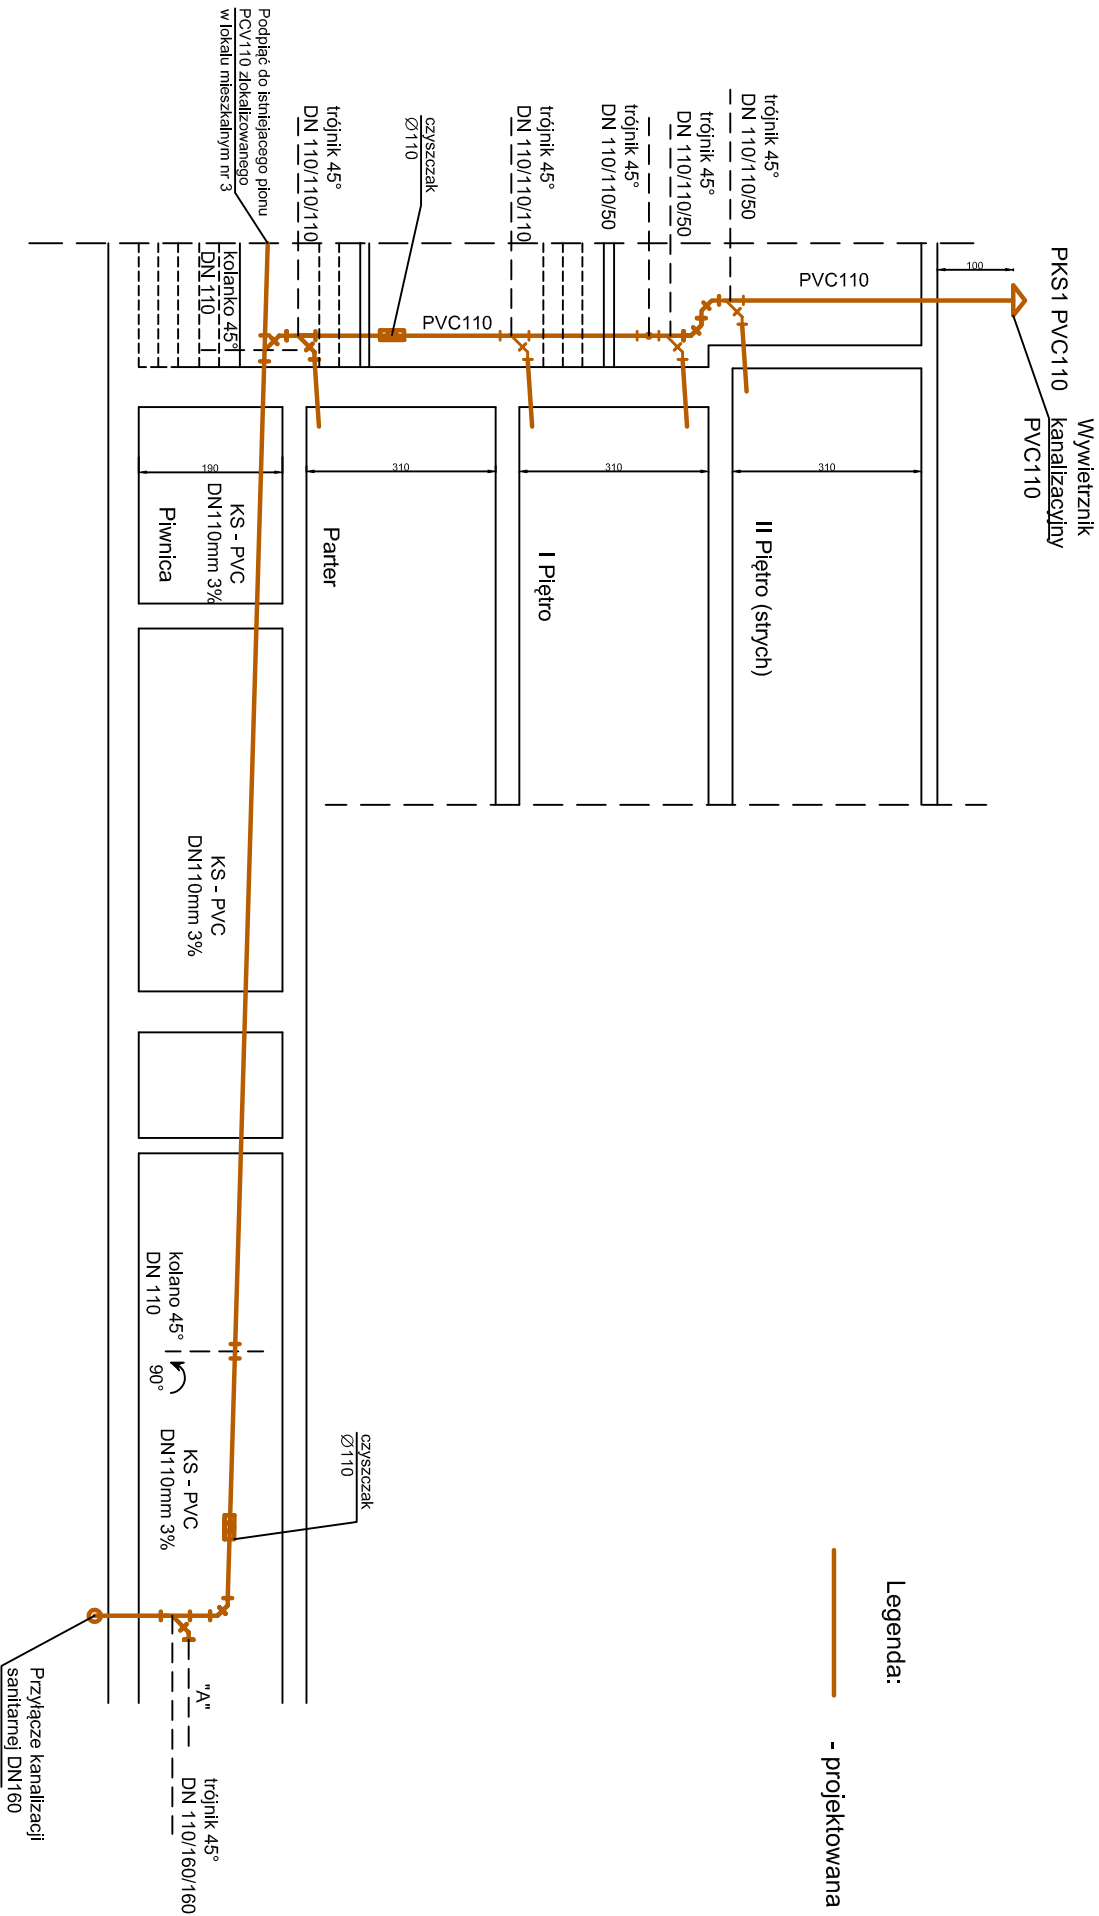 Wywietrznik
kanalizacyjny
PVC110
PKS1 PVC110
100
PVC110
trójnik 45°
DN 110/110/50
trójnik 45°
DN 110/110/50
trójnik 45°
DN 110/110/50
trójnik 45°
DN 110/110/110
PVC110
czyszczak
Ø110
trójnik 45°
DN 110/110/110
kolanko 45°
DN 110
Podpiąć do istniejacego pionu
PCV110 zlokalizowanego
w lokalu mieszkalnym nr 3
310
II Piętro (strych)
310
I Piętro
310
Parter
190
KS - PVC
DN110mm 3%
Piwnica
KS - PVC
DN110mm 3%
kolano 45°
DN 110
90°
KS - PVC
DN110mm 3%
czyszczak
Ø110
"A"
trójnik 45°
DN 110/160/160
Przyłącze kanalizacji
sanitarnej DN160
Legenda:
- projektowana